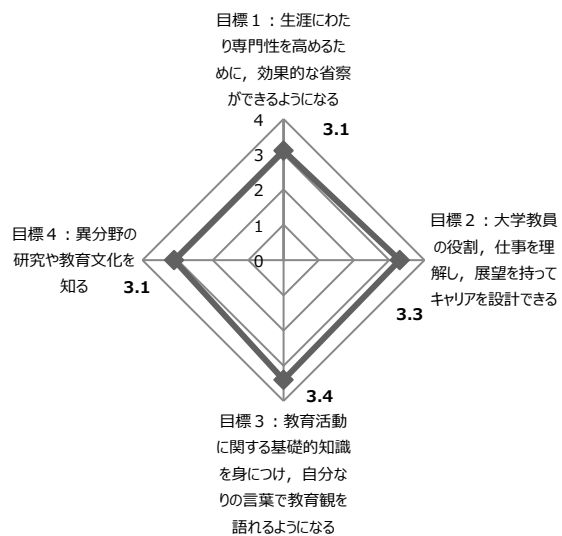 目標１：生涯にわた
り専門性を高めるた
めに，効果的な省察
ができるようになる
4
3.1
3
2
1
0
目標２：大学教員
の役割，仕事を理
解し，展望を持って
キャリアを設計できる
3.3
目標４：異分野の
研究や教育文化を
知る
3.1
3.4
目標３：教育活動
に関する基礎的知識
を身につけ，自分な
りの言葉で教育観を
語れるようになる